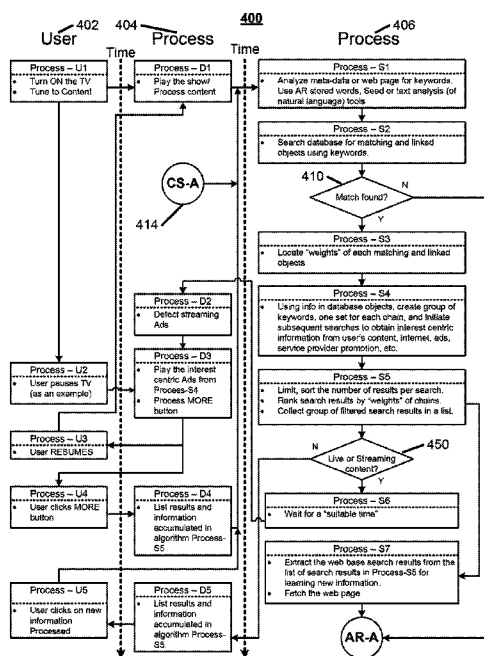 400
User
402
404
Process
406
Process
Time
Time
Process – U1
Turn ON the TV
Tune to Content
Process – D1
Play the show/
Process content
Process – S1
Analyze meta-data or web page for keywords.
Use AR stored words, Seed or text analysis (of
natural language) tools
Process – S2
Search database for matching and linked
objects using keywords.
CS-A
414
410
Match found?
N
Y
Process – S3
Locate "weights" of each matching and linked
objects
Process – D2
Detect streaming
Ads
Process – S4
Using info in database objects, create group of
keywords, one set for each chain, and initiate
subsequent searches to obtain interest centric
information from user's content, internet, ads,
service provider promotion, etc.
Process – U2
User pauses TV
(as an example)
Process – D3
Play the interest
centric Ads from
Process-S4
Process MORE
button
Process – S5
Limit, sort the number of results per search.
Rank search results by "weights" of chains.
Collect group of filtered search results in a list.
Process – U3
User RESUMES
N
450
Live or Streaming
content?
Y
Process – U4
User clicks MORE
button
Process – D4
List results and
information
accumulated in
algorithm Process-
S5
Process – S6
Wait for a "suitable time"
Process – S7
Extract the web base search results from the
list of search results in Process-S5 for
learning new information.
Fetch the web page
Process – U5
User clicks on new
information
Processed
Process – D5
List results and
information
accumulated in
algorithm Process-
S5.
AR-A